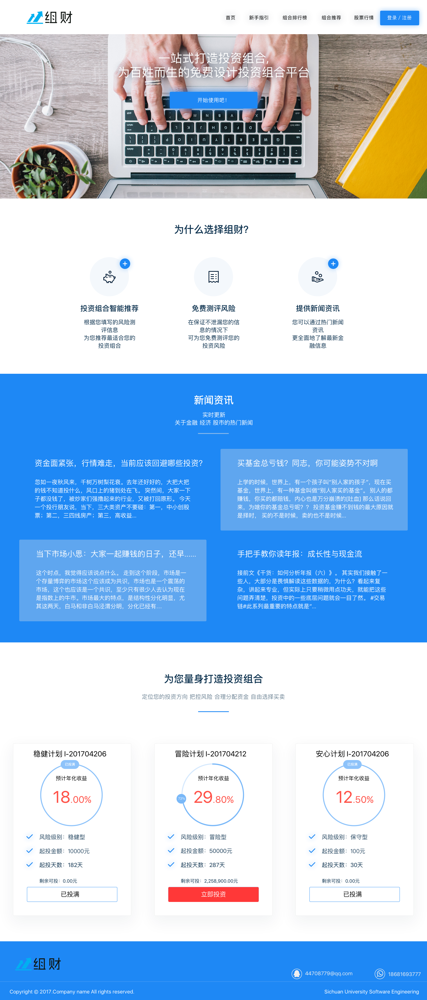 组财
首页 新手指引 组合排行榜 组合推荐 股票行情 登录 / 注册
一站式打造投资组合,
为百姓而生的免费设计投资组合平台
开始使用吧!
为什么选择组财?
投资组合智能推荐
根据您填写的风险测
评信息
为您推荐最适合您的
投资组合
免费测评风险
在保证不泄漏您的信
息的情况下
可为您免费测评您的
投资风险
提供新闻资讯
您可以通过热门新闻
资讯
更全面地了解最新金
融信息
新闻资讯
实时更新
关于金融 经济 股市的热门新闻
资金面紧张，行情难走，当前应该回避哪些投资?
忽如一夜秋风来，千树万树梨花衰。去年还好好的，大把大把
的钱不知道投什么，风口上的猪到处在飞。 突然间，大家一下
子都没钱了，被炒家们强撸起来的行业，又被打回原形。 今天
一个投行朋友说，当下，三大类资产不要碰：第一，中小创股
票；第二，三四线房产；第三，高收益...
买基金总亏钱？同志，你可能姿势不对啊
上学的时候，世界上，有一个孩子叫“别人家的孩子”，现在买
基金，世界上，有一种基金叫做“别人家买的基金”。 别人的都
赚钱，你买的都赔钱，内心也是万分崩溃的[吐血] 那么话说回
来，为啥你的基金总亏呢？？ 投资基金赚不到钱的最大原因就
是择时， 买的不是时候，卖的也不是时候...
当下市场小思：大家一起赚钱的日子，还早......
这个时点，我觉得应该说点什么。 走到这个阶段，市场是一
个存量博弈的市场这个应该成为共识，市场也是一个震荡的
市场，这个也应该是一个共识，至少只有很少人去认为现在
是指数上的牛市。市场最大的特点，是结构性分化明显，尤
其这两天，白马和非白马泾渭分明，分化已经有...
手把手教你读年报：成长性与现金流
接前文《干货：如何分析年报（六）》。 其实我们接触了一
些人，大部分是畏惧解读这些数据的，为什么？看起来复
杂，讲起来专业，但实际上只要稍微用点功夫，就能把这些
问题弄清楚，投资中的一些底层问题就会一目了然。 #交易
链#此系列最重要的特点就是“...
为您量身打造投资组合
定位您的投资方向 把控风险 合理分配资金 自由选择买卖
稳健计划 I-201704206
已投满
预计年化收益
18.00%
风险级别：稳健型
起投金额：10000元
起投天数：182天
剩余可投：0.00元
已投满
冒险计划 I-201704212
预计年化收益
29.80%
73%
风险级别：冒险型
起投金额：50000元
起投天数：287天
剩余可投：2,258,900.00元
立即投资
安心计划 I-201704206
已投满
预计年化收益
12.50%
风险级别：保守型
起投金额：100元
起投天数：30天
剩余可投：0.00元
已投满
组财
44708779@qq.com 18681693777
Copyright © 2017.Company name All rights reserved. Sichuan University Software Engineering